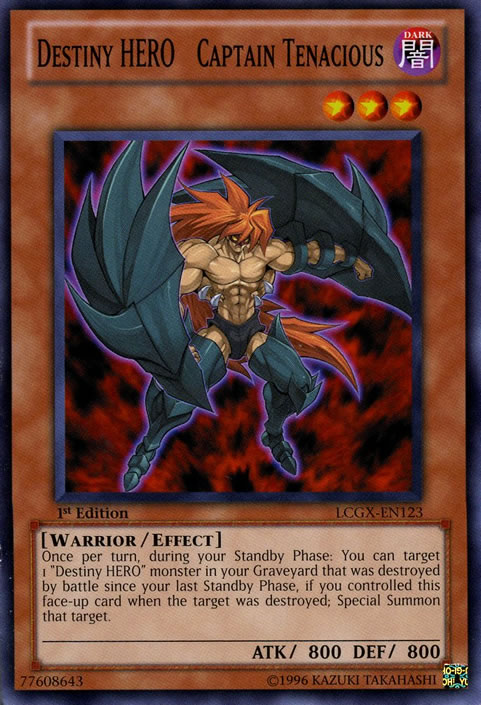 DESTINY HERO CAPTAIN TENACIOUS
DARK
闇
1st Edition
LCGX-EN123
[WARRIOR/EFFECT]
Once per turn, during your Standby Phase: You can target
1 "Destiny HERO" monster in your Graveyard that was destroyed
by battle since your last Standby Phase, if you controlled this
face-up card when the target was destroyed; Special Summon
that target.
ATK/ 800 DEF/ 800
77608643
©1996 KAZUKI TAKAHASHI